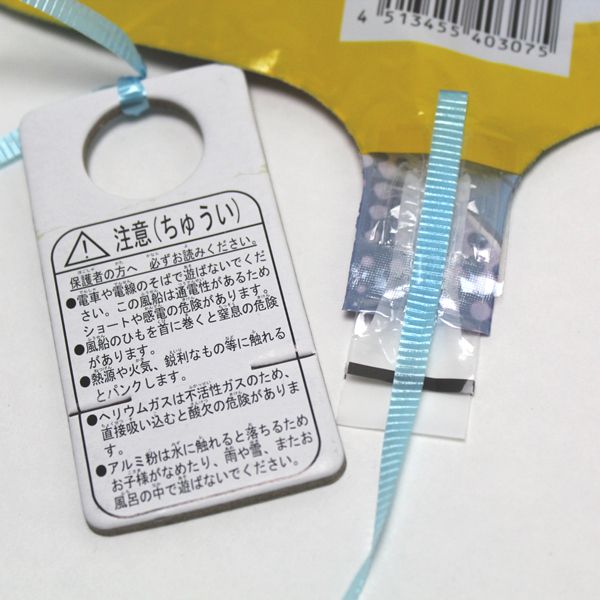 4 513455 403075
注意(ちゅうい)
保護者の方へ 必ずお読みください。
●電車や電線のそばで遊ばないでくだ
さい。この風船は通電性があるため
ショートや感電の危険があります。
●風船のひもを首に巻くと窒息の危険
があります。
●熱源や火気、鋭利なもの等に触れる
とパンクします。
●ヘリウムガスは不活性ガスのため、
直接吸い込むと酸欠の危険がありま
す。
●アルミ粉は水に触れると落ちるため
お子様がなめたり、雨や雪、またお
風呂の中で遊ばないでください。